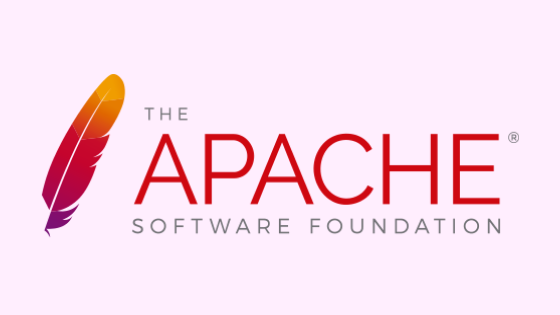 THE
APACHE®
SOFTWARE FOUNDATION